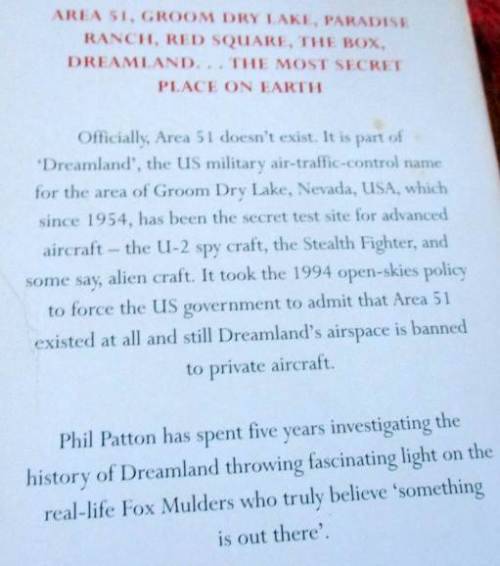 AREA 51, GROOM DRY LAKE, PARADISE
RANCH, RED SQUARE, THE BOX,
DREAMLAND. . . THE MOST SECRET
PLACE ON EARTH
Officially, Area 51 doesn't exist. It is part of
'Dreamland', the US military air-traffic-control name
for the area of Groom Dry Lake, Nevada, USA, which
since 1954, has been the secret test site for advanced
aircraft – the U-2 spy craft, the Stealth Fighter, and
some say, alien craft. It took the 1994 open-skies policy
to force the US government to admit that Area 51
existed at all and still Dreamland's airspace is banned
to private aircraft.
Phil Patton has spent five years investigating the
history of Dreamland throwing fascinating light on the
real-life Fox Mulders who truly believe 'something
is out there'.